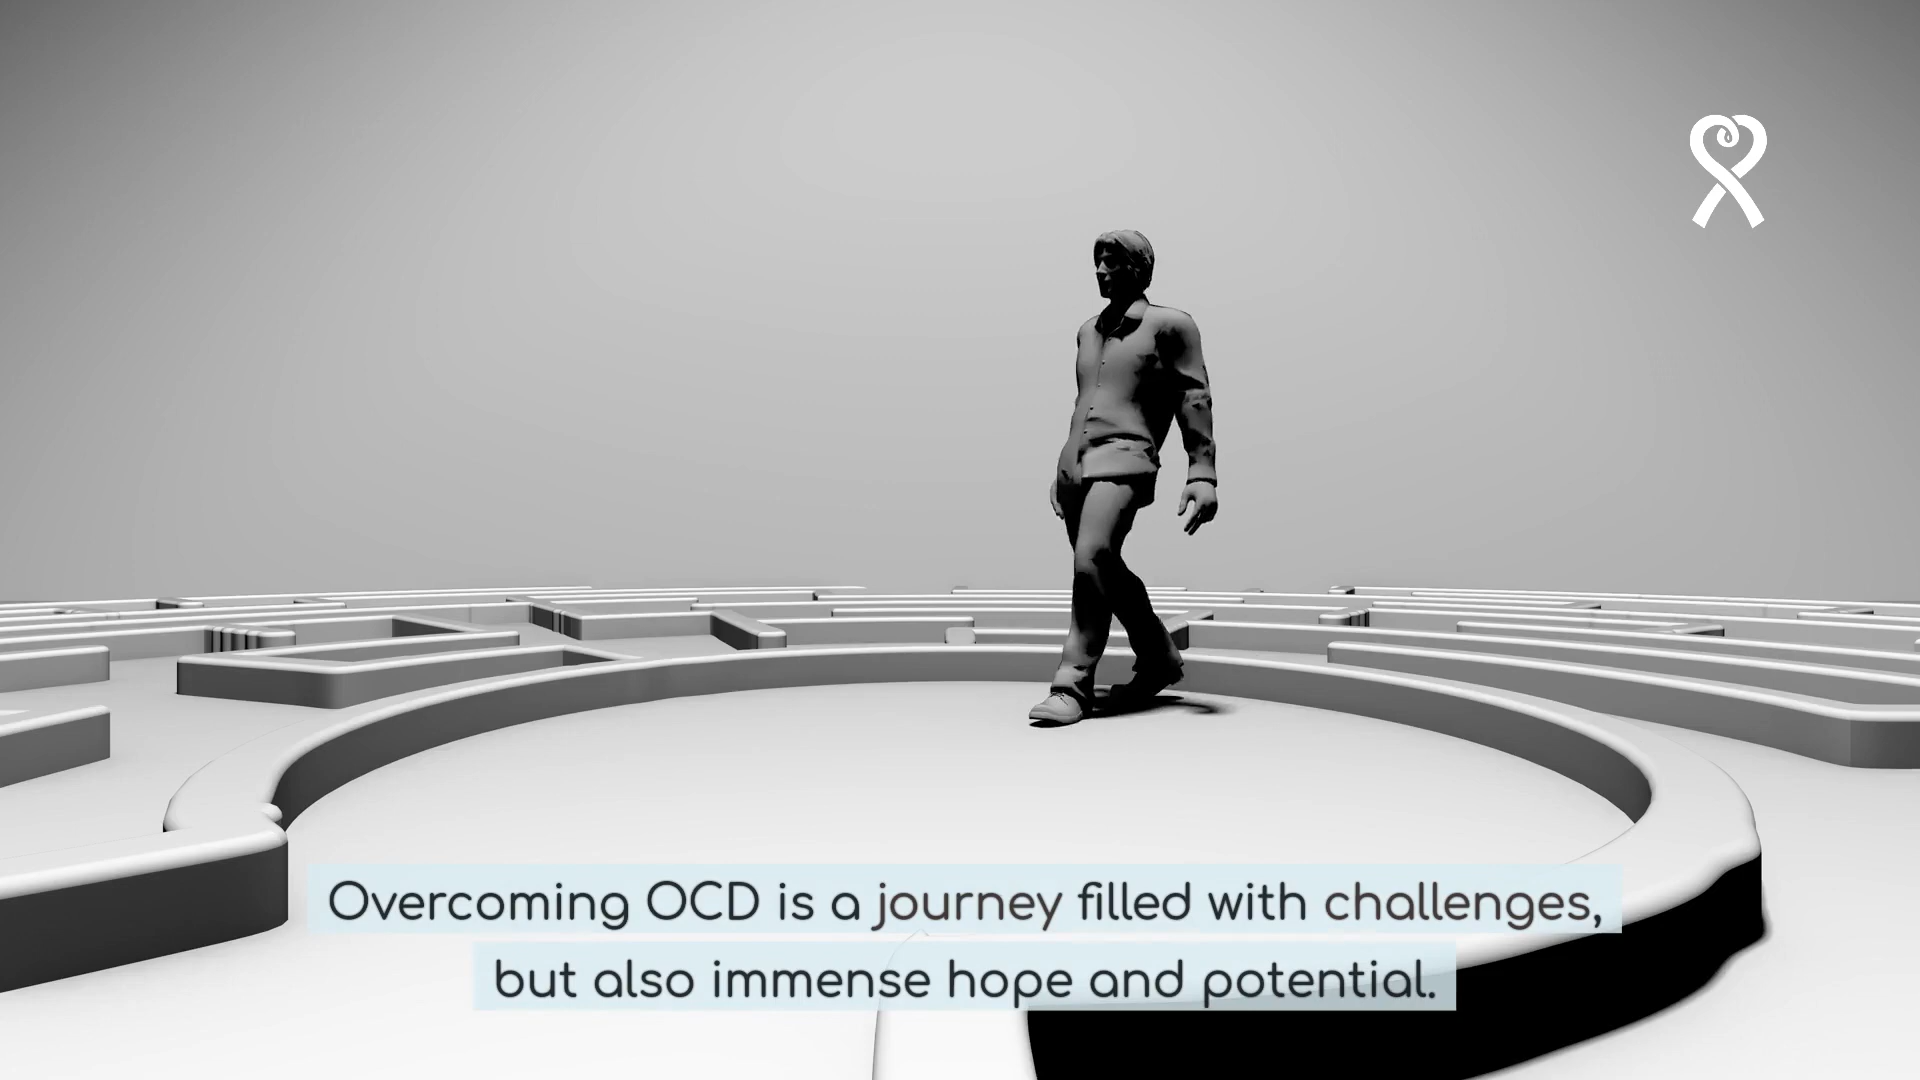 Overcoming OCD is a journey filled with challenges,
but also immense hope and potential.